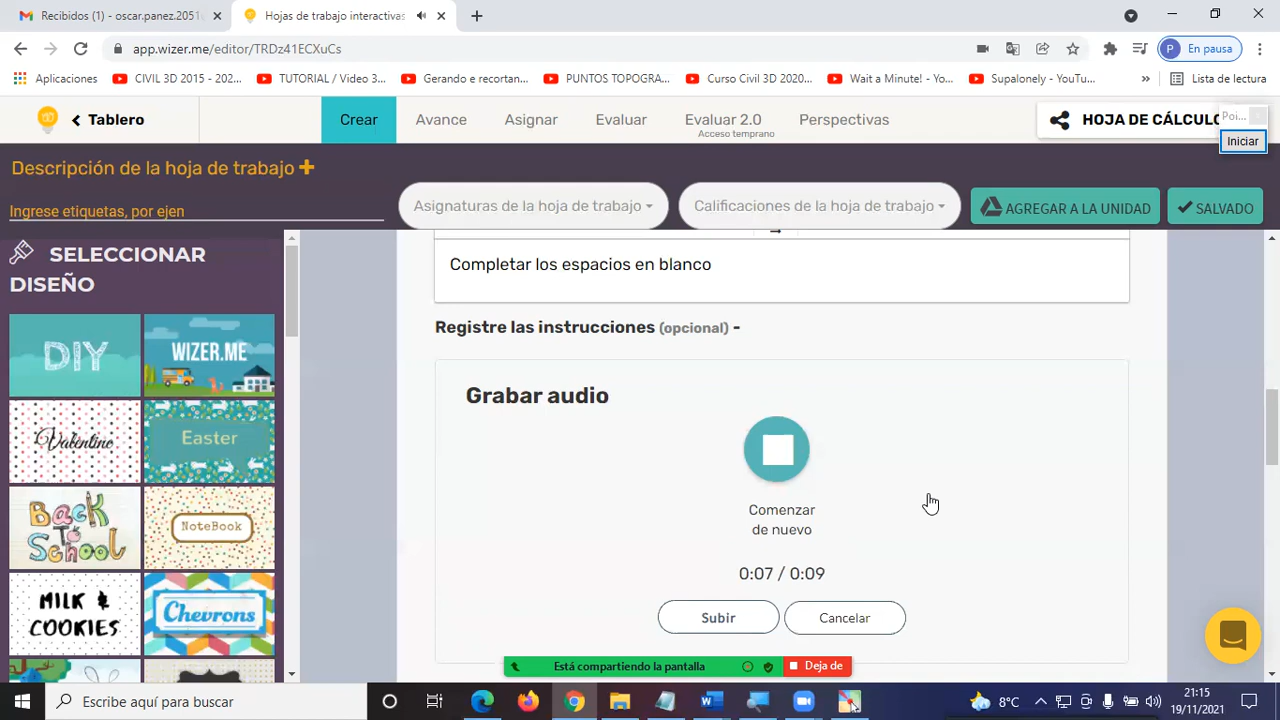 Recibidos (1) - oscar.panez.2051
Hojas de trabajo interactivas
app.wizer.me/editor/TRDz41ECXuCs
P En pausa
Aplicaciones
CIVIL 3D 2015 - 202...
TUTORIAL / Video 3...
Gerando e recortan...
PUNTOS TOPOGRA...
Curso Civil 3D 2020...
Wait a Minute! - Yo...
Supalonely - YouTu...
»
Lista de lectura
Tablero
Crear
Avance
Asignar
Evaluar
Evaluar 2.0
Acceso temprano
Perspectivas
HOJA DE CÁLCULO
Poi...
Iniciar
Descripción de la hoja de trabajo +
Ingrese etiquetas, por ejen
Asignaturas de la hoja de trabajo
Calificaciones de la hoja de trabajo
AGREGAR A LA UNIDAD
SALVADO
SELECCIONAR
DISEÑO
DIY
WIZER.ME
Valentine
Easter
BACK To SCHOOL
NoteBook
MILK &
COOKIES
Chevrons
Completar los espacios en blanco
Registre las instrucciones (opcional) -
Grabar audio
Comenzar
de nuevo
0:07 / 0:09
Subir
Cancelar
Está compartiendo la pantalla
Deja de
Escribe aquí para buscar
8°C
21:15
19/11/2021